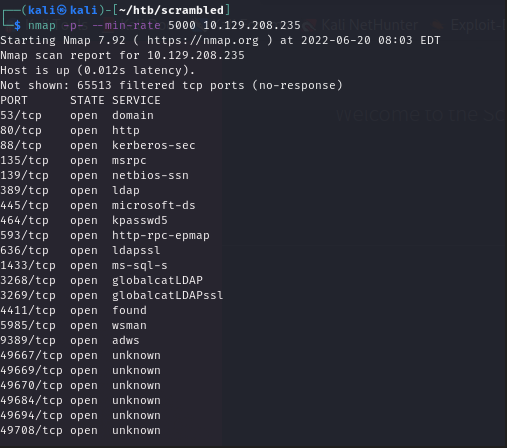 (kali㉿kali)-[~/htb/scrambled]
$ nmap -p- --min-rate 5000 10.129.208.235
Starting Nmap 7.92 ( https://nmap.org ) at 2022-06-20 08:03 EDT
Nmap scan report for 10.129.208.235
Host is up (0.012s latency).
Not shown: 65513 filtered tcp ports (no-response)
PORT STATE SERVICE
53/tcp open domain
80/tcp open http
88/tcp open kerberos-sec
135/tcp open msrpc
139/tcp open netbios-ssn
389/tcp open ldap
445/tcp open microsoft-ds
464/tcp open kpasswd5
593/tcp open http-rpc-epmap
636/tcp open ldapssl
1433/tcp open ms-sql-s
3268/tcp open globalcatLDAP
3269/tcp open globalcatLDAPssl
4411/tcp open found
5985/tcp open wsman
9389/tcp open adws
49667/tcp open unknown
49669/tcp open unknown
49670/tcp open unknown
49684/tcp open unknown
49694/tcp open unknown
49708/tcp open unknown
Kali NetHunter Exploit-
Welcome to the Sc